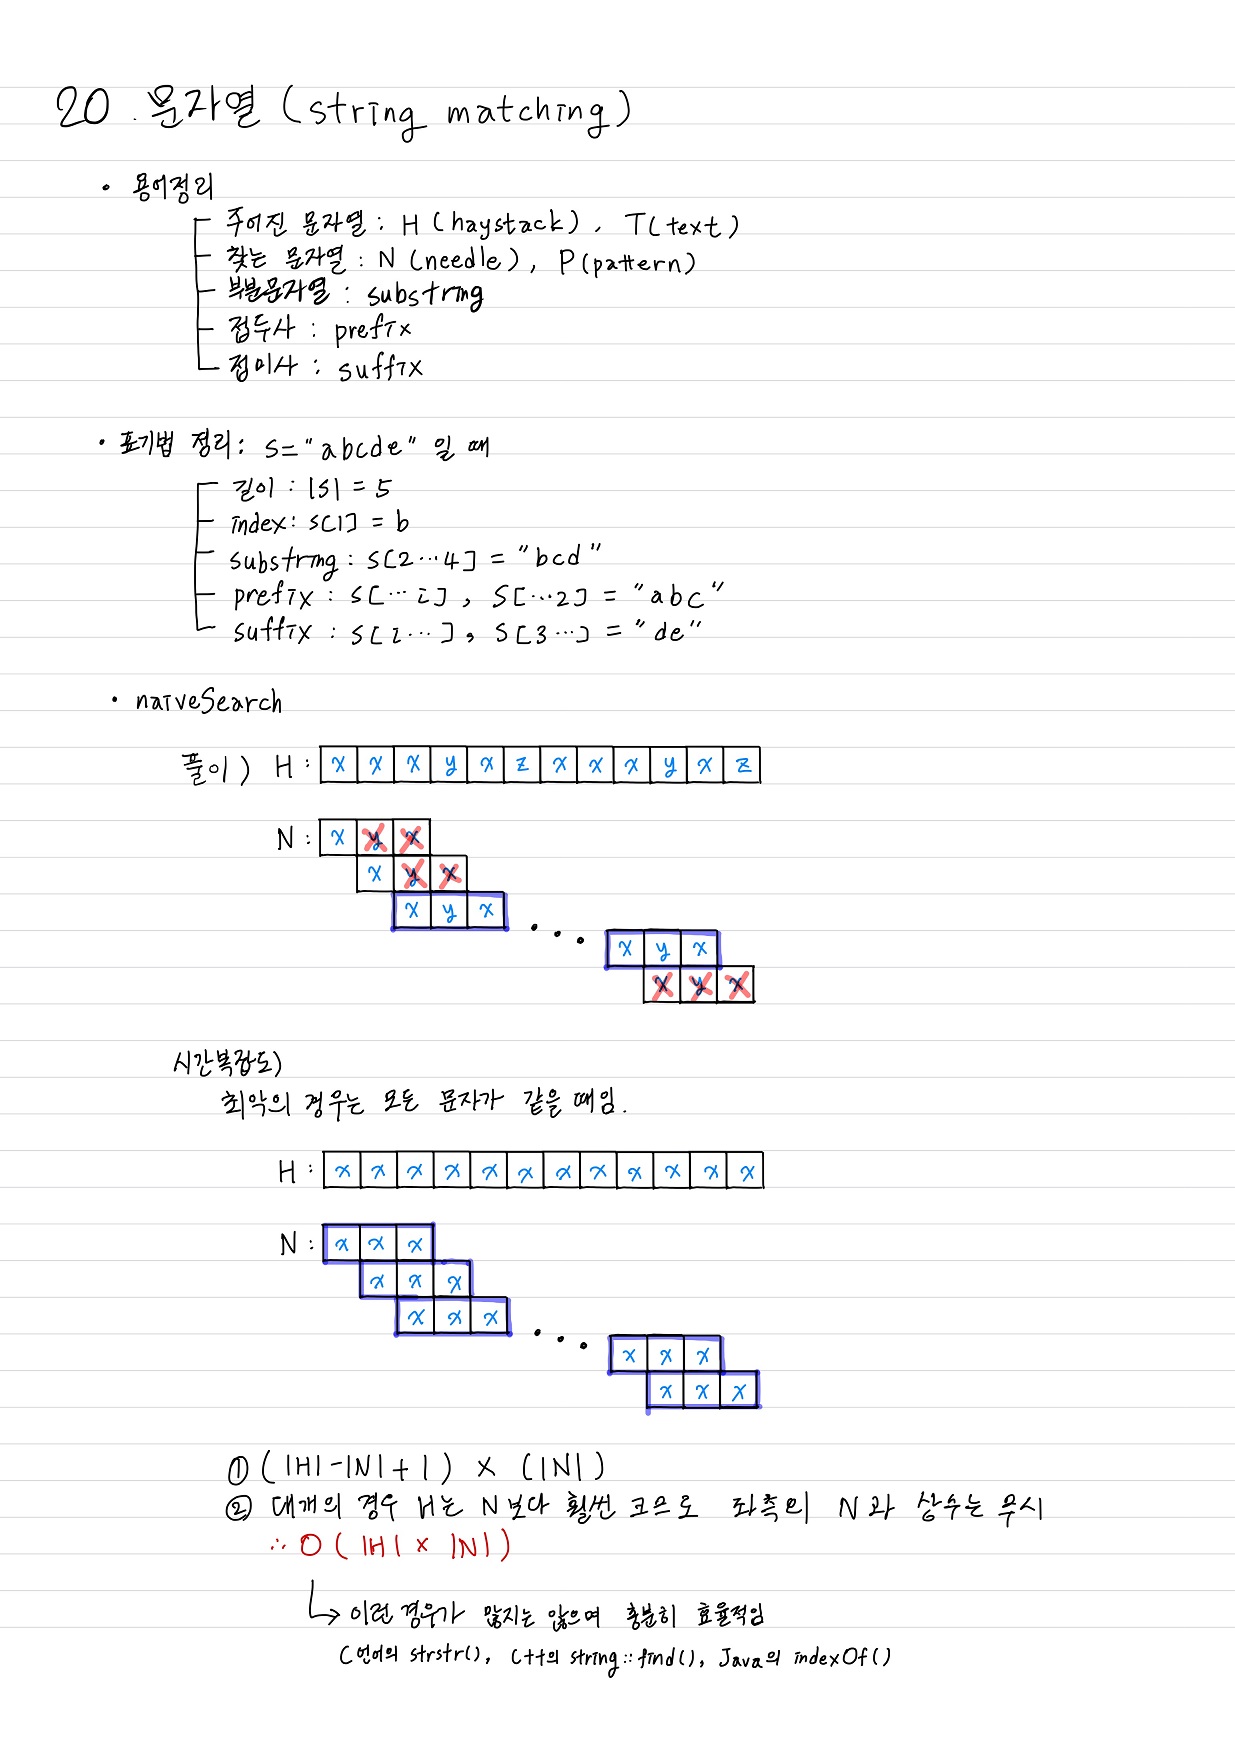 20. 문자열 (string matching)
• 용어정리
주어진 문자열 : H (haystack), T(text)
찾는 문자열 : N (needle), P(pattern)
부분문자열 : substring
접두사 : prefix
접미사 : suffix
• 표기법 정리: S="abcde" 일 때
길이 : |S| = 5
index: S[1] = b
substring : S[2…4] = "bcd"
prefix : S[…i], S[…2] = "abc"
suffix : S[i…], S[3…] = "de"
• naiveSearch
풀이) H : x x x y x z x x x y x z
N : x y x
x y x
x y x ...
x y x
x y x
시간복잡도)
최악의 경우는 모든 문자가 같을 때임.
H : x x x x x x x x x x x x
N : x x x
x x x
x x x ...
x x x
x x x
① (|H|-|N|+1) × (|N|)
② 대개의 경우 H는 N보다 훨씬 크므로 좌측의 N과 상수는 무시
∴ O(|H| × |N|)
↳ 이런 경우가 많지는 않으며 충분히 효율적임
C언어의 strstr(), C++의 string::find(), Java의 indexOf()